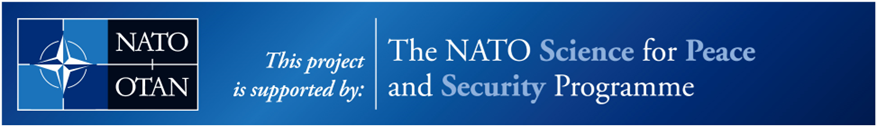 NATO
OTAN
This project
is supported by:
The NATO Science for Peace
and Security Programme